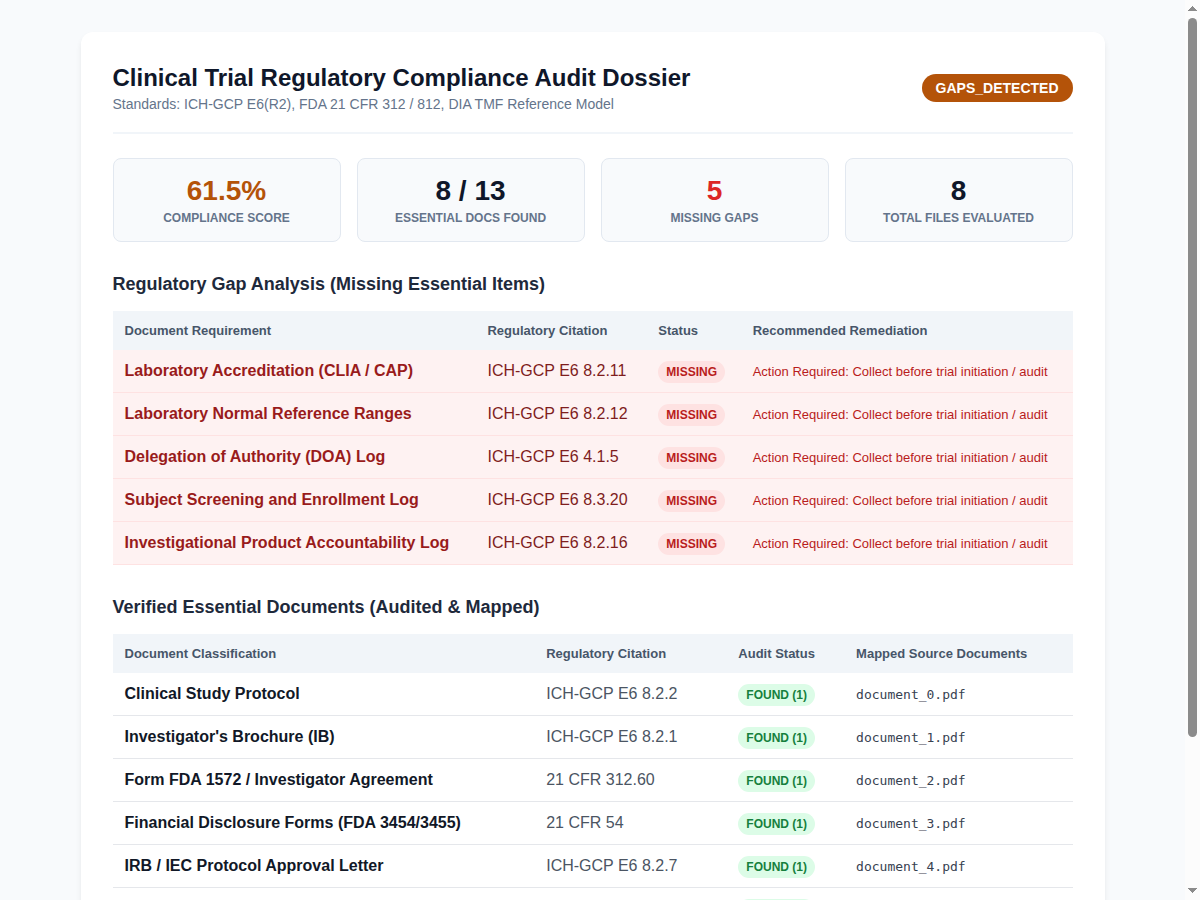 Clinical Trial Regulatory Compliance Audit Dossier
Standards: ICH-GCP E6(R2), FDA 21 CFR 312 / 812, DIA TMF Reference Model
GAPS_DETECTED
61.5%
COMPLIANCE SCORE
8 / 13
ESSENTIAL DOCS FOUND
5
MISSING GAPS
8
TOTAL FILES EVALUATED
Regulatory Gap Analysis (Missing Essential Items)
Document Requirement Regulatory Citation Status Recommended Remediation
Laboratory Accreditation (CLIA / CAP) ICH-GCP E6 8.2.11 MISSING Action Required: Collect before trial initiation / audit
Laboratory Normal Reference Ranges ICH-GCP E6 8.2.12 MISSING Action Required: Collect before trial initiation / audit
Delegation of Authority (DOA) Log ICH-GCP E6 4.1.5 MISSING Action Required: Collect before trial initiation / audit
Subject Screening and Enrollment Log ICH-GCP E6 8.3.20 MISSING Action Required: Collect before trial initiation / audit
Investigational Product Accountability Log ICH-GCP E6 8.2.16 MISSING Action Required: Collect before trial initiation / audit
Verified Essential Documents (Audited & Mapped)
Document Classification Regulatory Citation Audit Status Mapped Source Documents
Clinical Study Protocol ICH-GCP E6 8.2.2 FOUND (1) document_0.pdf
Investigator's Brochure (IB) ICH-GCP E6 8.2.1 FOUND (1) document_1.pdf
Form FDA 1572 / Investigator Agreement 21 CFR 312.60 FOUND (1) document_2.pdf
Financial Disclosure Forms (FDA 3454/3455) 21 CFR 54 FOUND (1) document_3.pdf
IRB / IEC Protocol Approval Letter ICH-GCP E6 8.2.7 FOUND (1) document_4.pdf